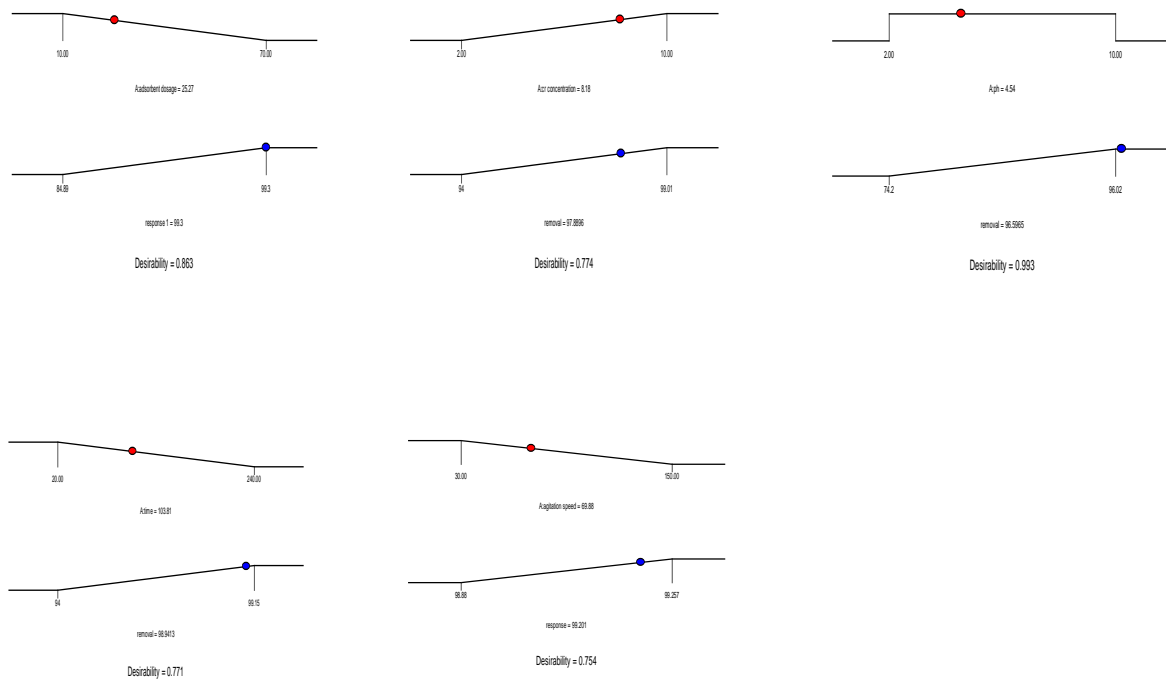 10.00 70.00
A:adsorbent dosage = 25.27
84.89 99.3
response 1 = 99.3
Desirability = 0.863
2.00 10.00
A:cr concentration = 8.18
94 99.01
removal = 97.8896
Desirability = 0.774
2.00 10.00
A:ph = 4.54
74.2 96.02
removal = 96.5965
Desirability = 0.993
20.00 240.00
A:time = 103.81
94 99.15
removal = 98.9413
Desirability = 0.771
30.00 150.00
A:agitation speed = 69.88
98.88 99.257
response = 99.201
Desirability = 0.754